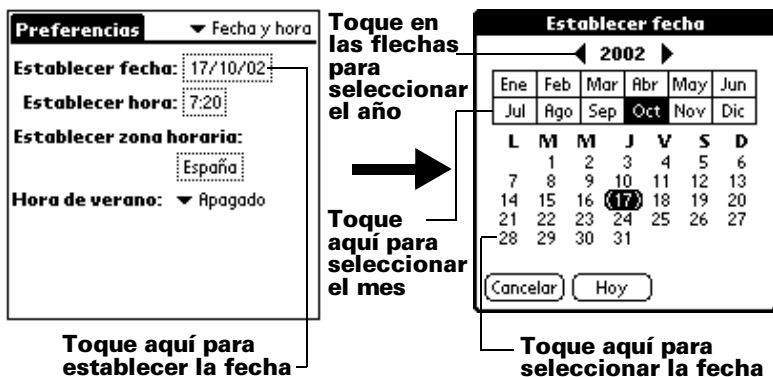 Preferencias
Fecha y hora
Establecer fecha: 17/10/02
Establecer hora: 7:20
Establecer zona horaria:
España
Hora de verano: Apagado
Toque aquí para
establecer la fecha
Toque en
las flechas
para
seleccionar
el año
Toque
aquí para
seleccionar
el mes
Establecer fecha
2002
Ene Feb Mar Abr May Jun
Jul Ago Sep Oct Nov Dic
L M M J V S D
1 2 3 4 5 6
7 8 9 10 11 12 13
14 15 16 17 18 19 20
21 22 23 24 25 26 27
28 29 30 31
Cancelar Hoy
Toque aquí para
seleccionar la fecha